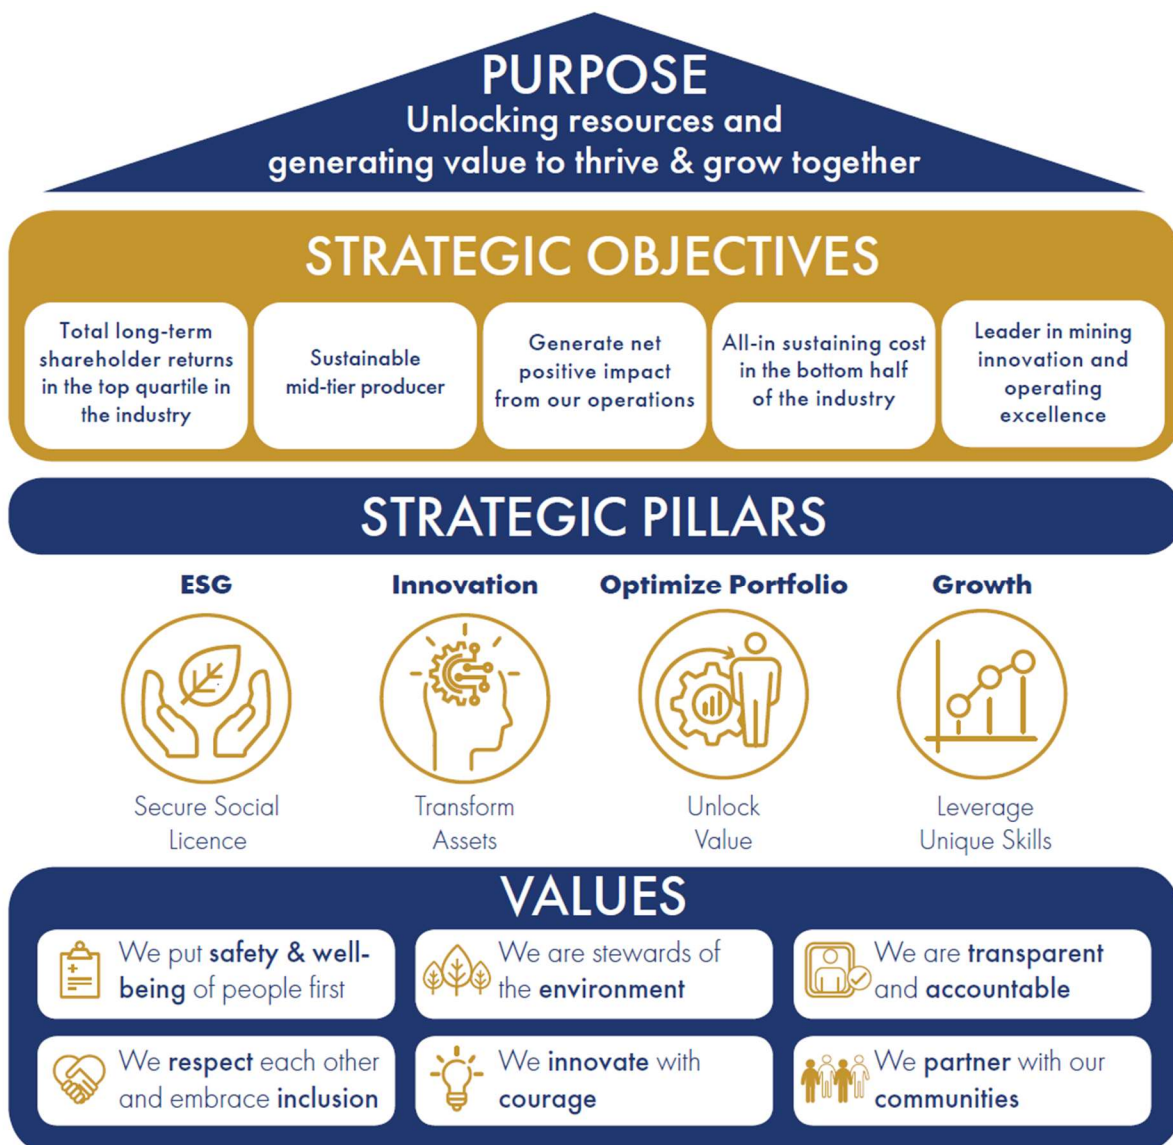 PURPOSE
Unlocking resources and
generating value to thrive & grow together
STRATEGIC OBJECTIVES
Total long-term
shareholder returns
in the top quartile in
the industry
Sustainable
mid-tier producer
Generate net
positive impact
from our operations
All-in sustaining cost
in the bottom half
of the industry
Leader in mining
innovation and
operating
excellence
STRATEGIC PILLARS
ESG
Secure Social
Licence
Innovation
Transform
Assets
Optimize Portfolio
Unlock
Value
Growth
Leverage
Unique Skills
VALUES
We put safety & well-
being of people first
We are stewards of
the environment
We are transparent
and accountable
We respect each other
and embrace inclusion
We innovate with
courage
We partner with our
communities